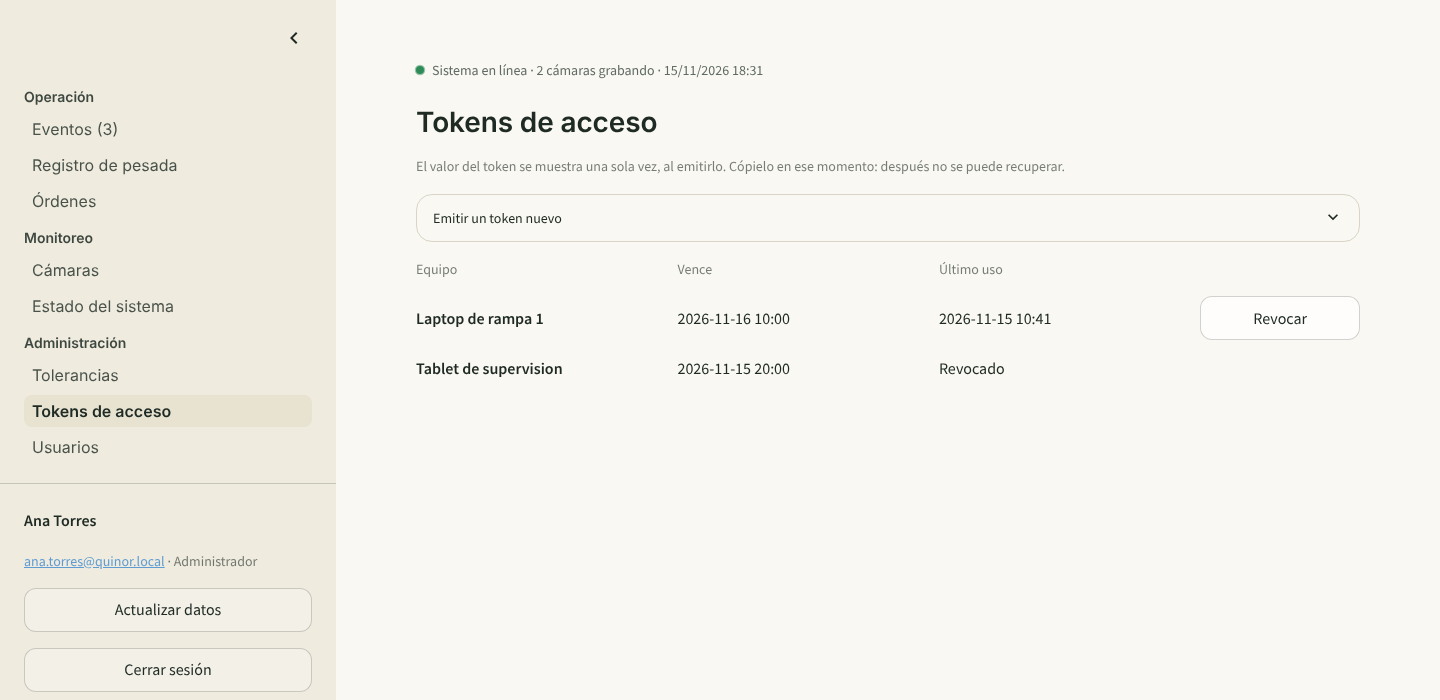 Operación
Eventos (3)
Registro de pesada
Órdenes
Monitoreo
Cámaras
Estado del sistema
Administración
Tolerancias
Tokens de acceso
Usuarios
Ana Torres
ana.torres@quinor.local · Administrador
Actualizar datos
Cerrar sesión
Sistema en línea · 2 cámaras grabando · 15/11/2026 18:31
Tokens de acceso
El valor del token se muestra una sola vez, al emitirlo. Cópielo en ese momento: después no se puede recuperar.
Emitir un token nuevo
Equipo Vence Último uso
Laptop de rampa 1 2026-11-16 10:00 2026-11-15 10:41 Revocar
Tablet de supervision 2026-11-15 20:00 Revocado